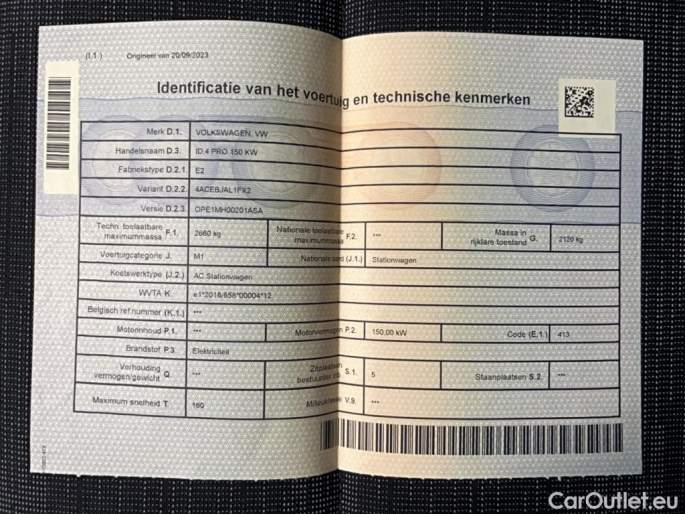 (I.1.) Origineel van 20/09/2023
Identificatie van het voertuig en technische kenmerken
Merk D.1. VOLKSWAGEN, VW
Handelsnaam D.3. ID.4 PRO 150 KW
Fabriekstype D.2.1. E2
Variant D.2.2. 4ACEBJAL1FX2
Versie D.2.3. OPE1MH00201ASA
Techn. toelaatbare maximummassa F.1. 2660 kg Nationale toelaatbare maximummassa F.2. *** Massa in rijklare toestand G. 2120 kg
Voertuigcategorie J. M1 Nationale aard (J.1.) Stationwagen
Koetswerktype (J.2.) AC Stationwagen
WVTA K. e1*2018/858*00004*12
Belgisch ref.nummer (K.1.) ***
Motorinhoud P.1. *** Motorvermogen P.2. 150,00 kW Code (E.1.) 413
Brandstof P.3. Elektriciteit
Verhouding vermogen/gewicht Q. *** Zitplaatsen bestuurder S.1. 5 Staanplaatsen S.2. ***
Maximum snelheid T. 160 Milieuklasse V.9. ***
CarOutlet.eu